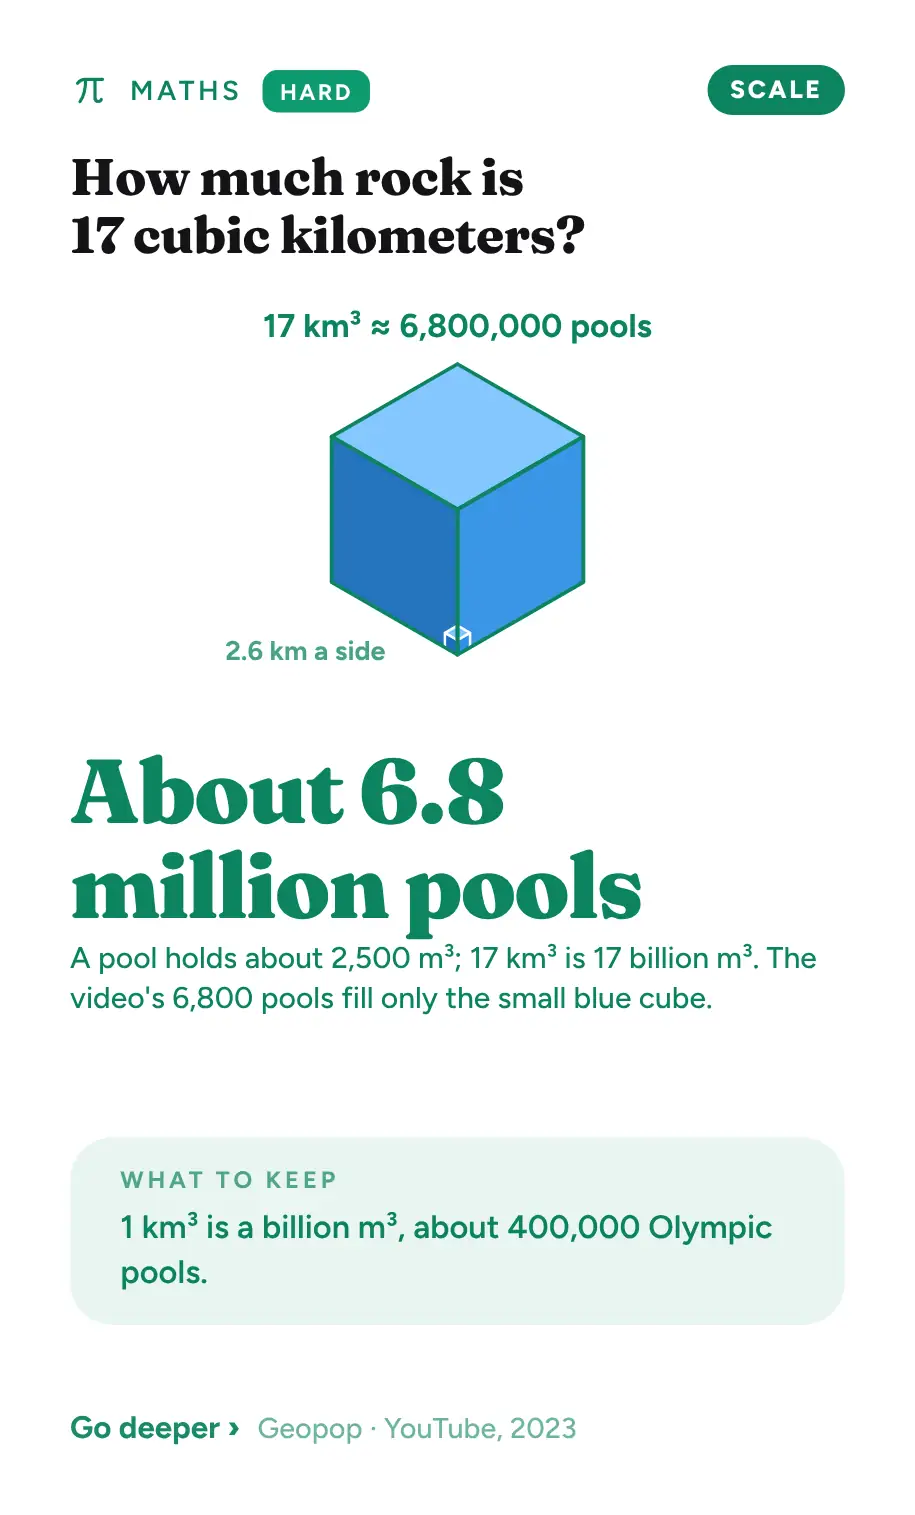 π MATHS HARD SCALE
How much rock is
17 cubic kilometers?
17 km³ ≈ 6,800,000 pools
2.6 km a side
About 6.8
million pools
A pool holds about 2,500 m³; 17 km³ is 17 billion m³. The
video's 6,800 pools fill only the small blue cube.
WHAT TO KEEP
1 km³ is a billion m³, about 400,000 Olympic
pools.
Go deeper › Geopop · YouTube, 2023